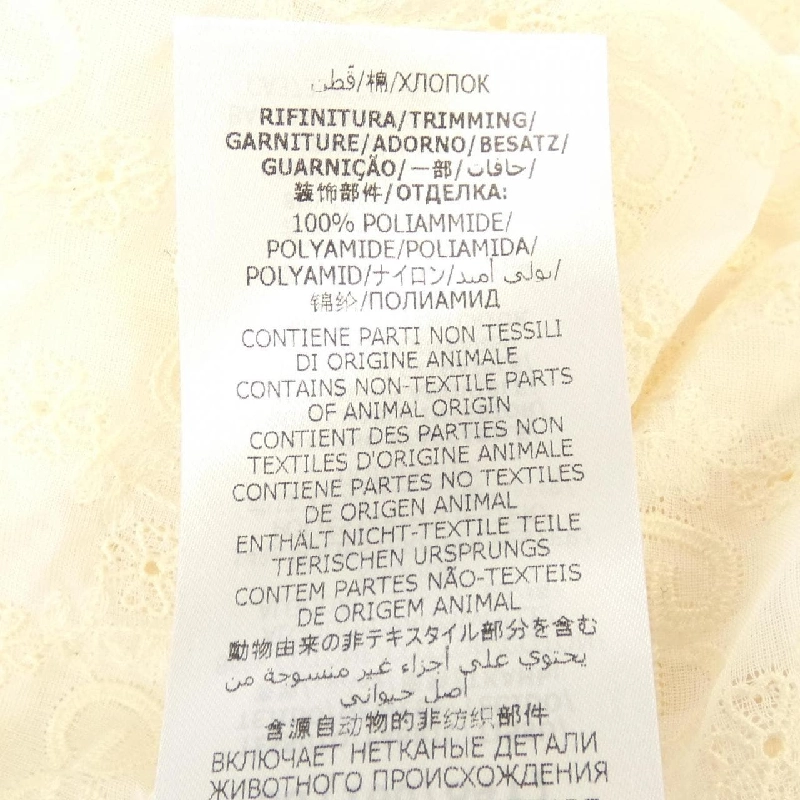 قطن/棉/ХЛОПОК
RIFINITURA/TRIMMING/
GARNITURE/ADORNO/BESATZ/
GUARNIÇÃO/一部/حافات/
装饰部件/ОТДЕЛКА:
100% POLIAMMIDE/
POLYAMIDE/POLIAMIDA/
POLYAMID/ナイロン/بولي أميد/
锦纶/ПОЛИАМИД
CONTIENE PARTI NON TESSILI
DI ORIGINE ANIMALE
CONTAINS NON-TEXTILE PARTS
OF ANIMAL ORIGIN
CONTIENT DES PARTIES NON
TEXTILES D'ORIGINE ANIMALE
CONTIENE PARTES NO TEXTILES
DE ORIGEN ANIMAL
ENTHÄLT NICHT-TEXTILE TEILE
TIERISCHEN URSPRUNGS
CONTEM PARTES NÃO-TEXTEIS
DE ORIGEM ANIMAL
動物由来の非テキスタイル部分を含む
يحتوي على أجزاء غير منسوجة من
أصل حيواني
含源自动物的非纺织部件
ВКЛЮЧАЕТ НЕТКАНЫЕ ДЕТАЛИ
ЖИВОТНОГО ПРОИСХОЖДЕНИЯ